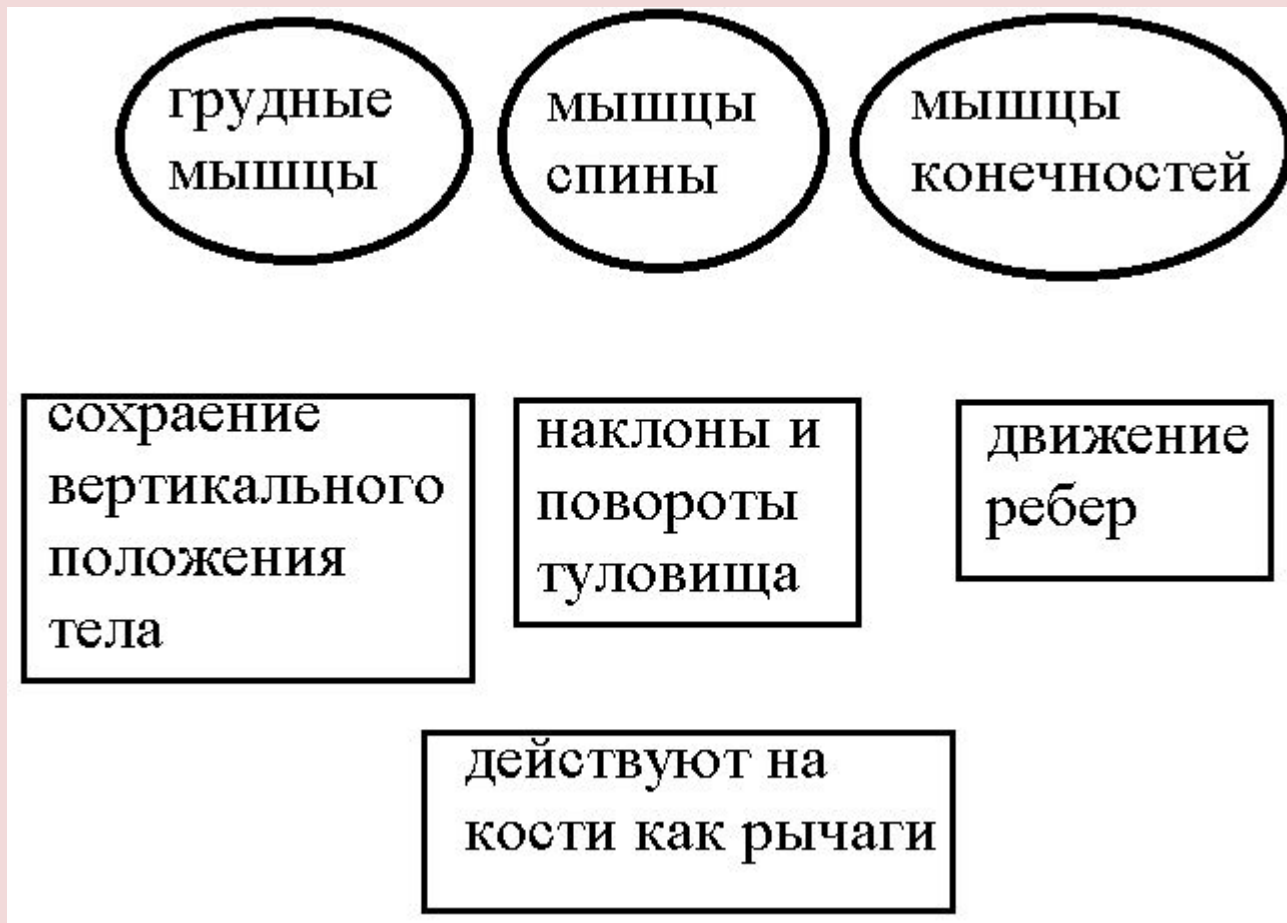 грудные
мышцы
мышцы
спины
мышцы
конечностей
сохраение
вертикального
положения
тела
наклоны и
повороты
туловища
движение
ребер
действуют на
кости как рычаги